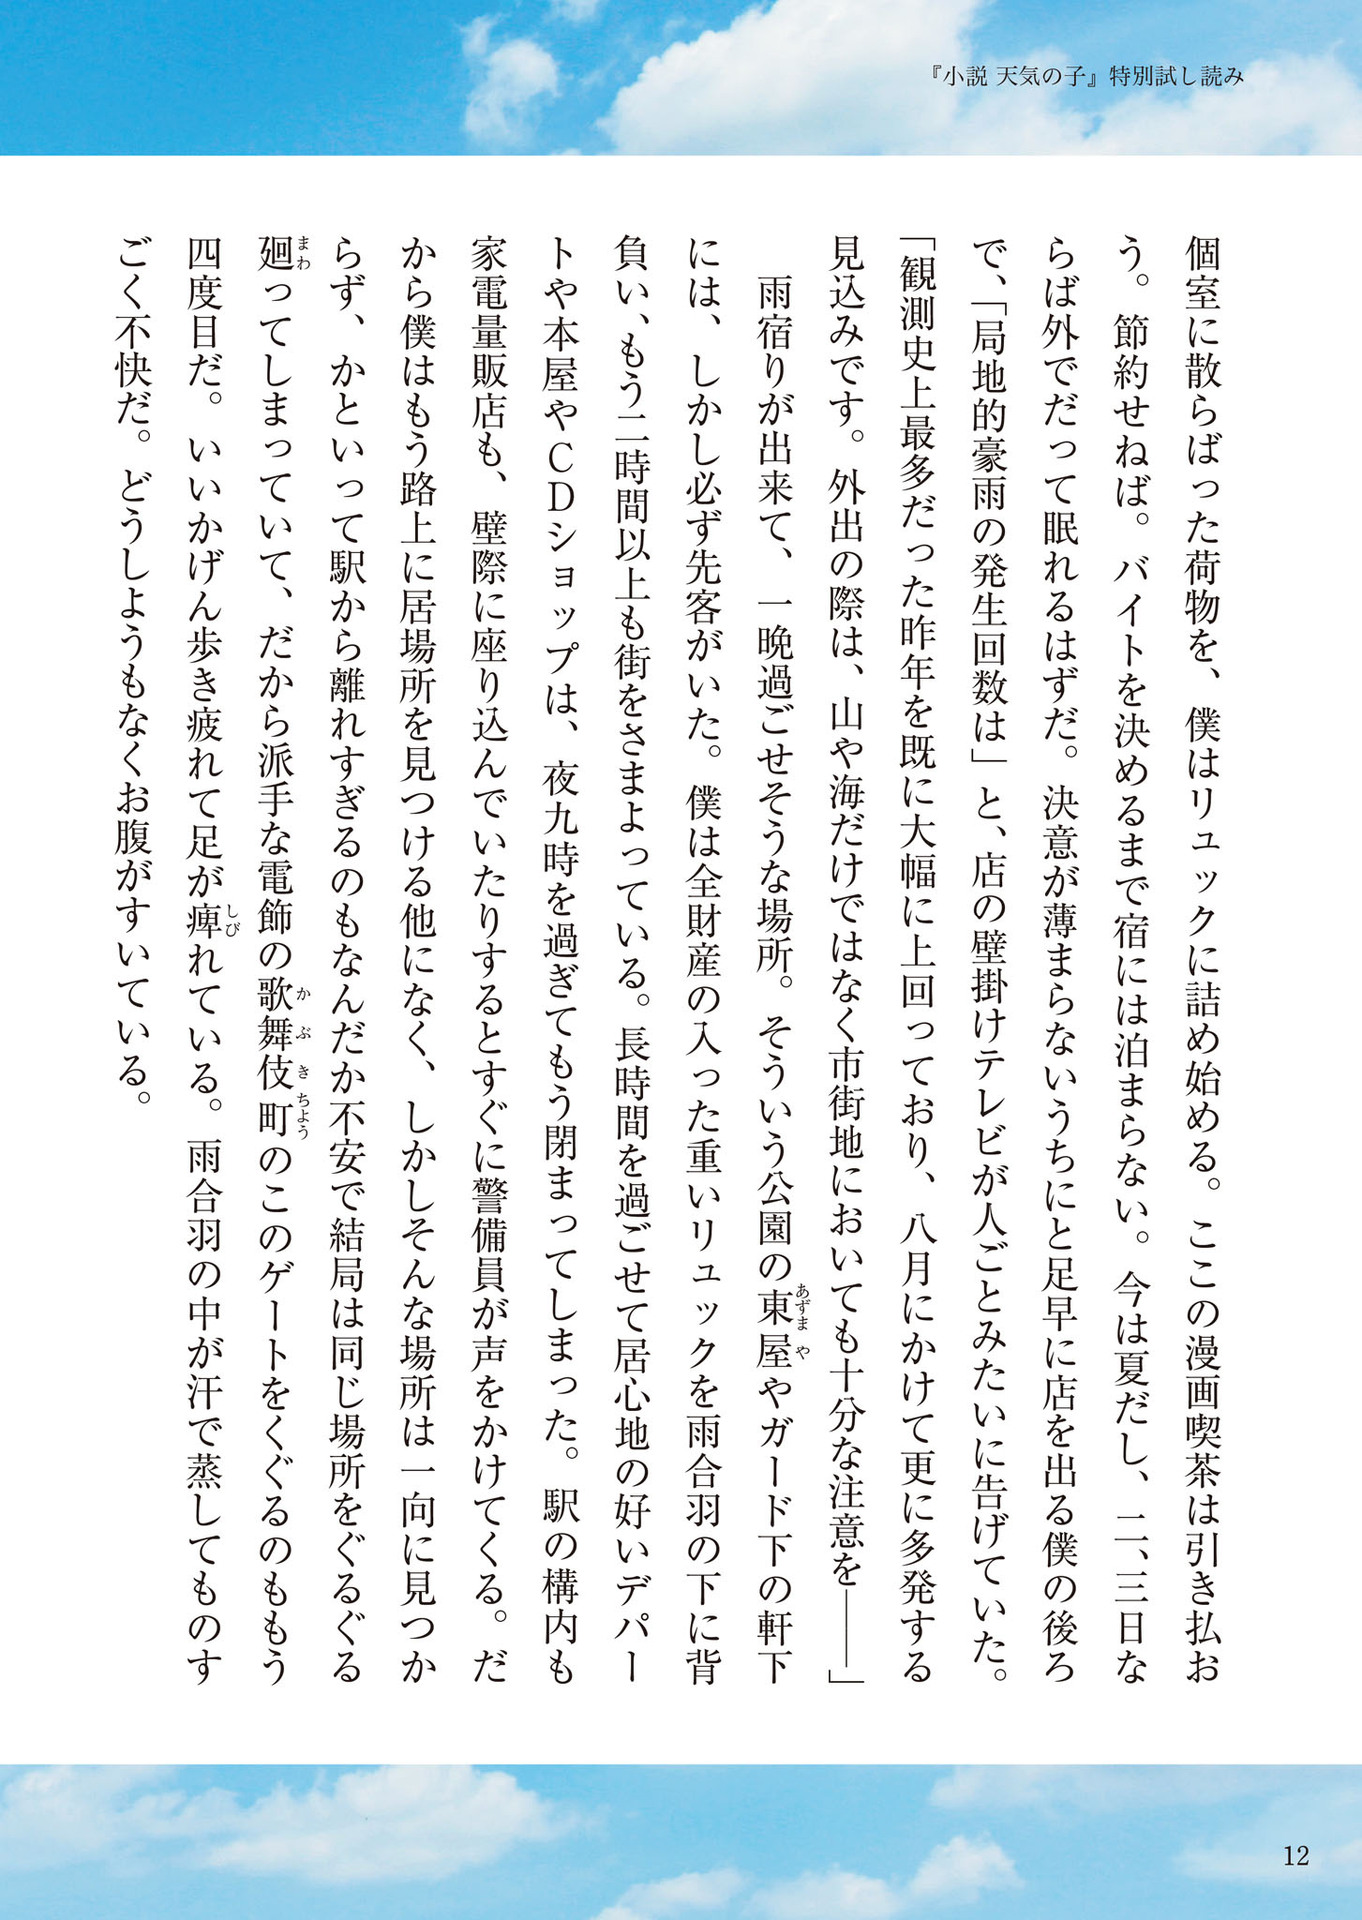 『小説 天気の子』特別試し読み
個室に散らばった荷物を、僕はリュックに詰め始める。ここの漫画喫茶は引き払お
う。節約せねば。バイトを決めるまで宿には泊まらない。今は夏だし、二、三日な
らば外でだって眠れるはずだ。決意が薄まらないうちにと足早に店を出る僕の後ろ
で、「局地的豪雨の発生回数は」と、店の壁掛けテレビが人ごとみたいに告げていた。
「観測史上最多だった昨年を既に大幅に上回っており、八月にかけて更に多発する
見込みです。外出の際は、山や海だけではなく市街地においても十分な注意を――」
　雨宿りが出来て、一晩過ごせそうな場所。そういう公園の東屋やガード下の軒下
には、しかし必ず先客がいた。僕は全財産の入った重いリュックを雨合羽の下に背
負い、もう二時間以上も街をさまよっている。長時間を過ごせて居心地の好いデパー
トや本屋やCDショップは、夜九時を過ぎてもう閉まってしまった。駅の構内も
家電量販店も、壁際に座り込んでいたりするとすぐに警備員が声をかけてくる。だ
から僕はもう路上に居場所を見つける他になく、しかしそんな場所は一向に見つか
らず、かといって駅から離れすぎるのもなんだか不安で結局は同じ場所をぐるぐる
廻ってしまっていて、だから派手な電飾の歌舞伎町のこのゲートをくぐるのももう
四度目だ。いいかげん歩き疲れて足が痺れている。雨合羽の中が汗で蒸してものす
ごく不快だ。どうしようもなくお腹がすいている。
12